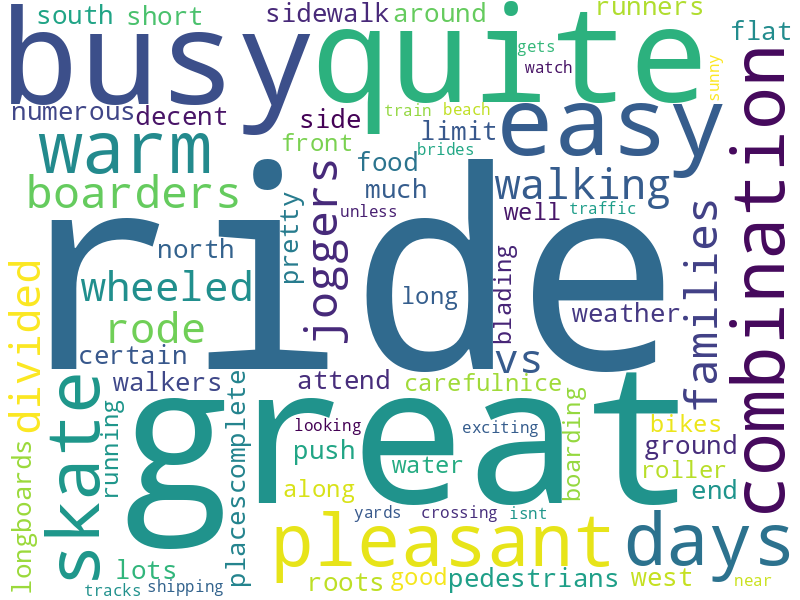 south short sidewalk around runners
busy quite flat
gets
watch sunny
numerous decent train beach
side limit easy
warm front brides
food
boarders much walking
joggers unless well traffic
pretty
ride
north families combination
wheeled long blading weather
divided rode
certain vs
walkers attend carefulnice
skate great
running looking exciting bikes
placescomplete push boarding ground
longboards water roller
along end
yards crossing isnt
pleasant days
lots roots good pedestrians west near
tracks shipping